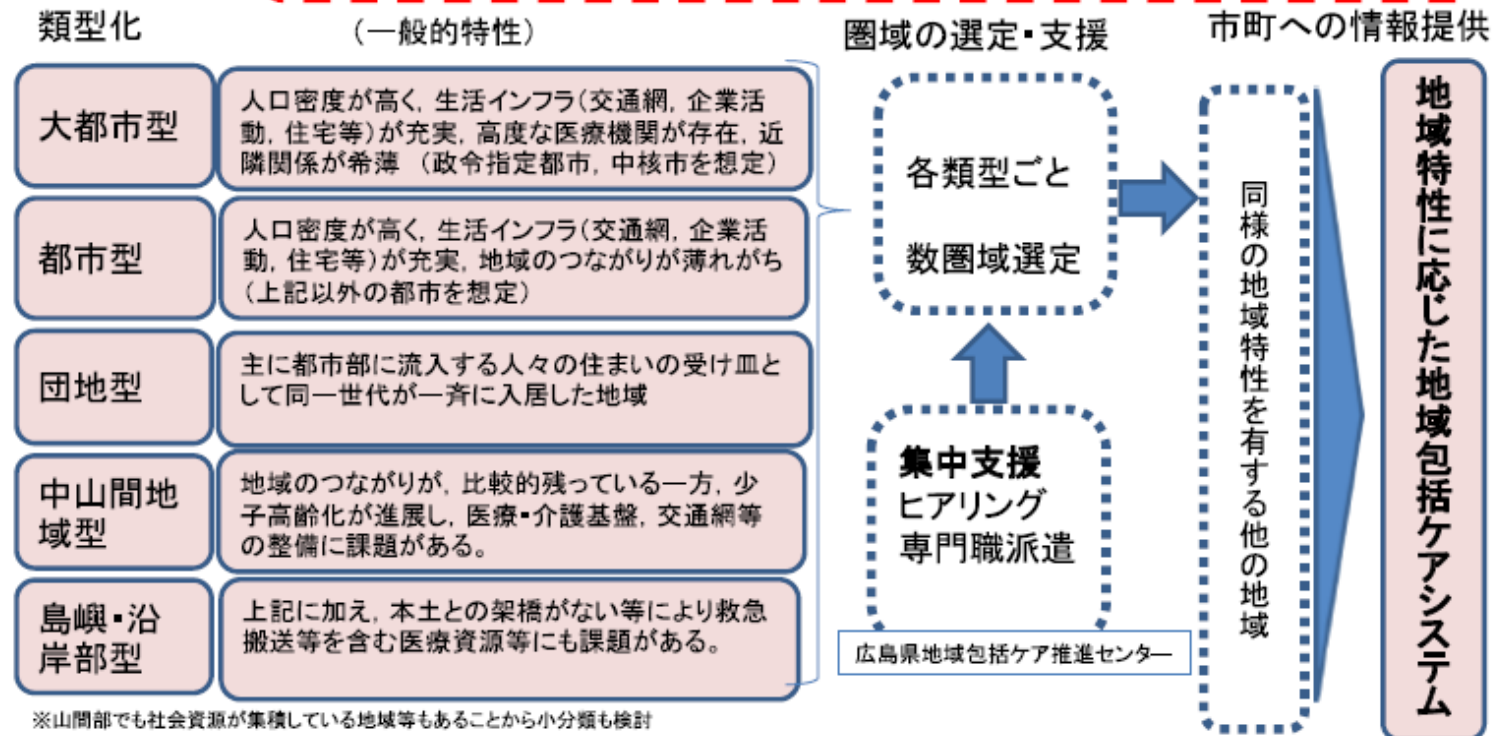 類型化
(一般的特性)
圏域の選定・支援
市町への情報提供
大都市型
人口密度が高く,生活インフラ(交通網,企業活
動,住宅等)が充実,高度な医療機関が存在,近
隣関係が希薄 (政令指定都市,中核市を想定)
都市型
人口密度が高く,生活インフラ(交通網,企業活
動,住宅等)が充実,地域のつながりが薄れがち
(上記以外の都市を想定)
団地型
主に都市部に流入する人々の住まいの受け皿と
して同一世代が一斉に入居した地域
中山間地
域型
地域のつながりが,比較的残っている一方,少
子高齢化が進展し,医療・介護基盤,交通網等
の整備に課題がある。
島嶼・沿
岸部型
上記に加え,本土との架橋がない等により救急
搬送等を含む医療資源等にも課題がある。
※山間部でも社会資源が集積している地域等もあることから小分類も検討
各類型ごと
数圏域選定
集中支援
ヒアリング
専門職派遣
広島県地域包括ケア推進センター
同様の地域特性を有する他の地域
地域特性に応じた地域包括ケアシステム